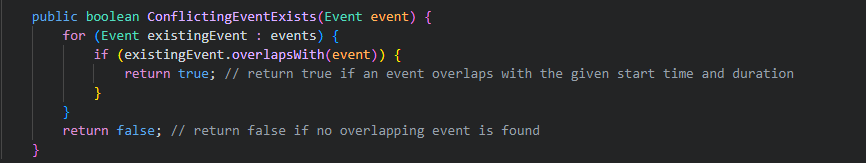 public boolean ConflictingEventExists(Event event) {
    for (Event existingEvent : events) {
        if (existingEvent.overlapsWith(event)) {
            return true; // return true if an event overlaps with the given start time and duration
        }
    }
    return false; // return false if no overlapping event is found
}